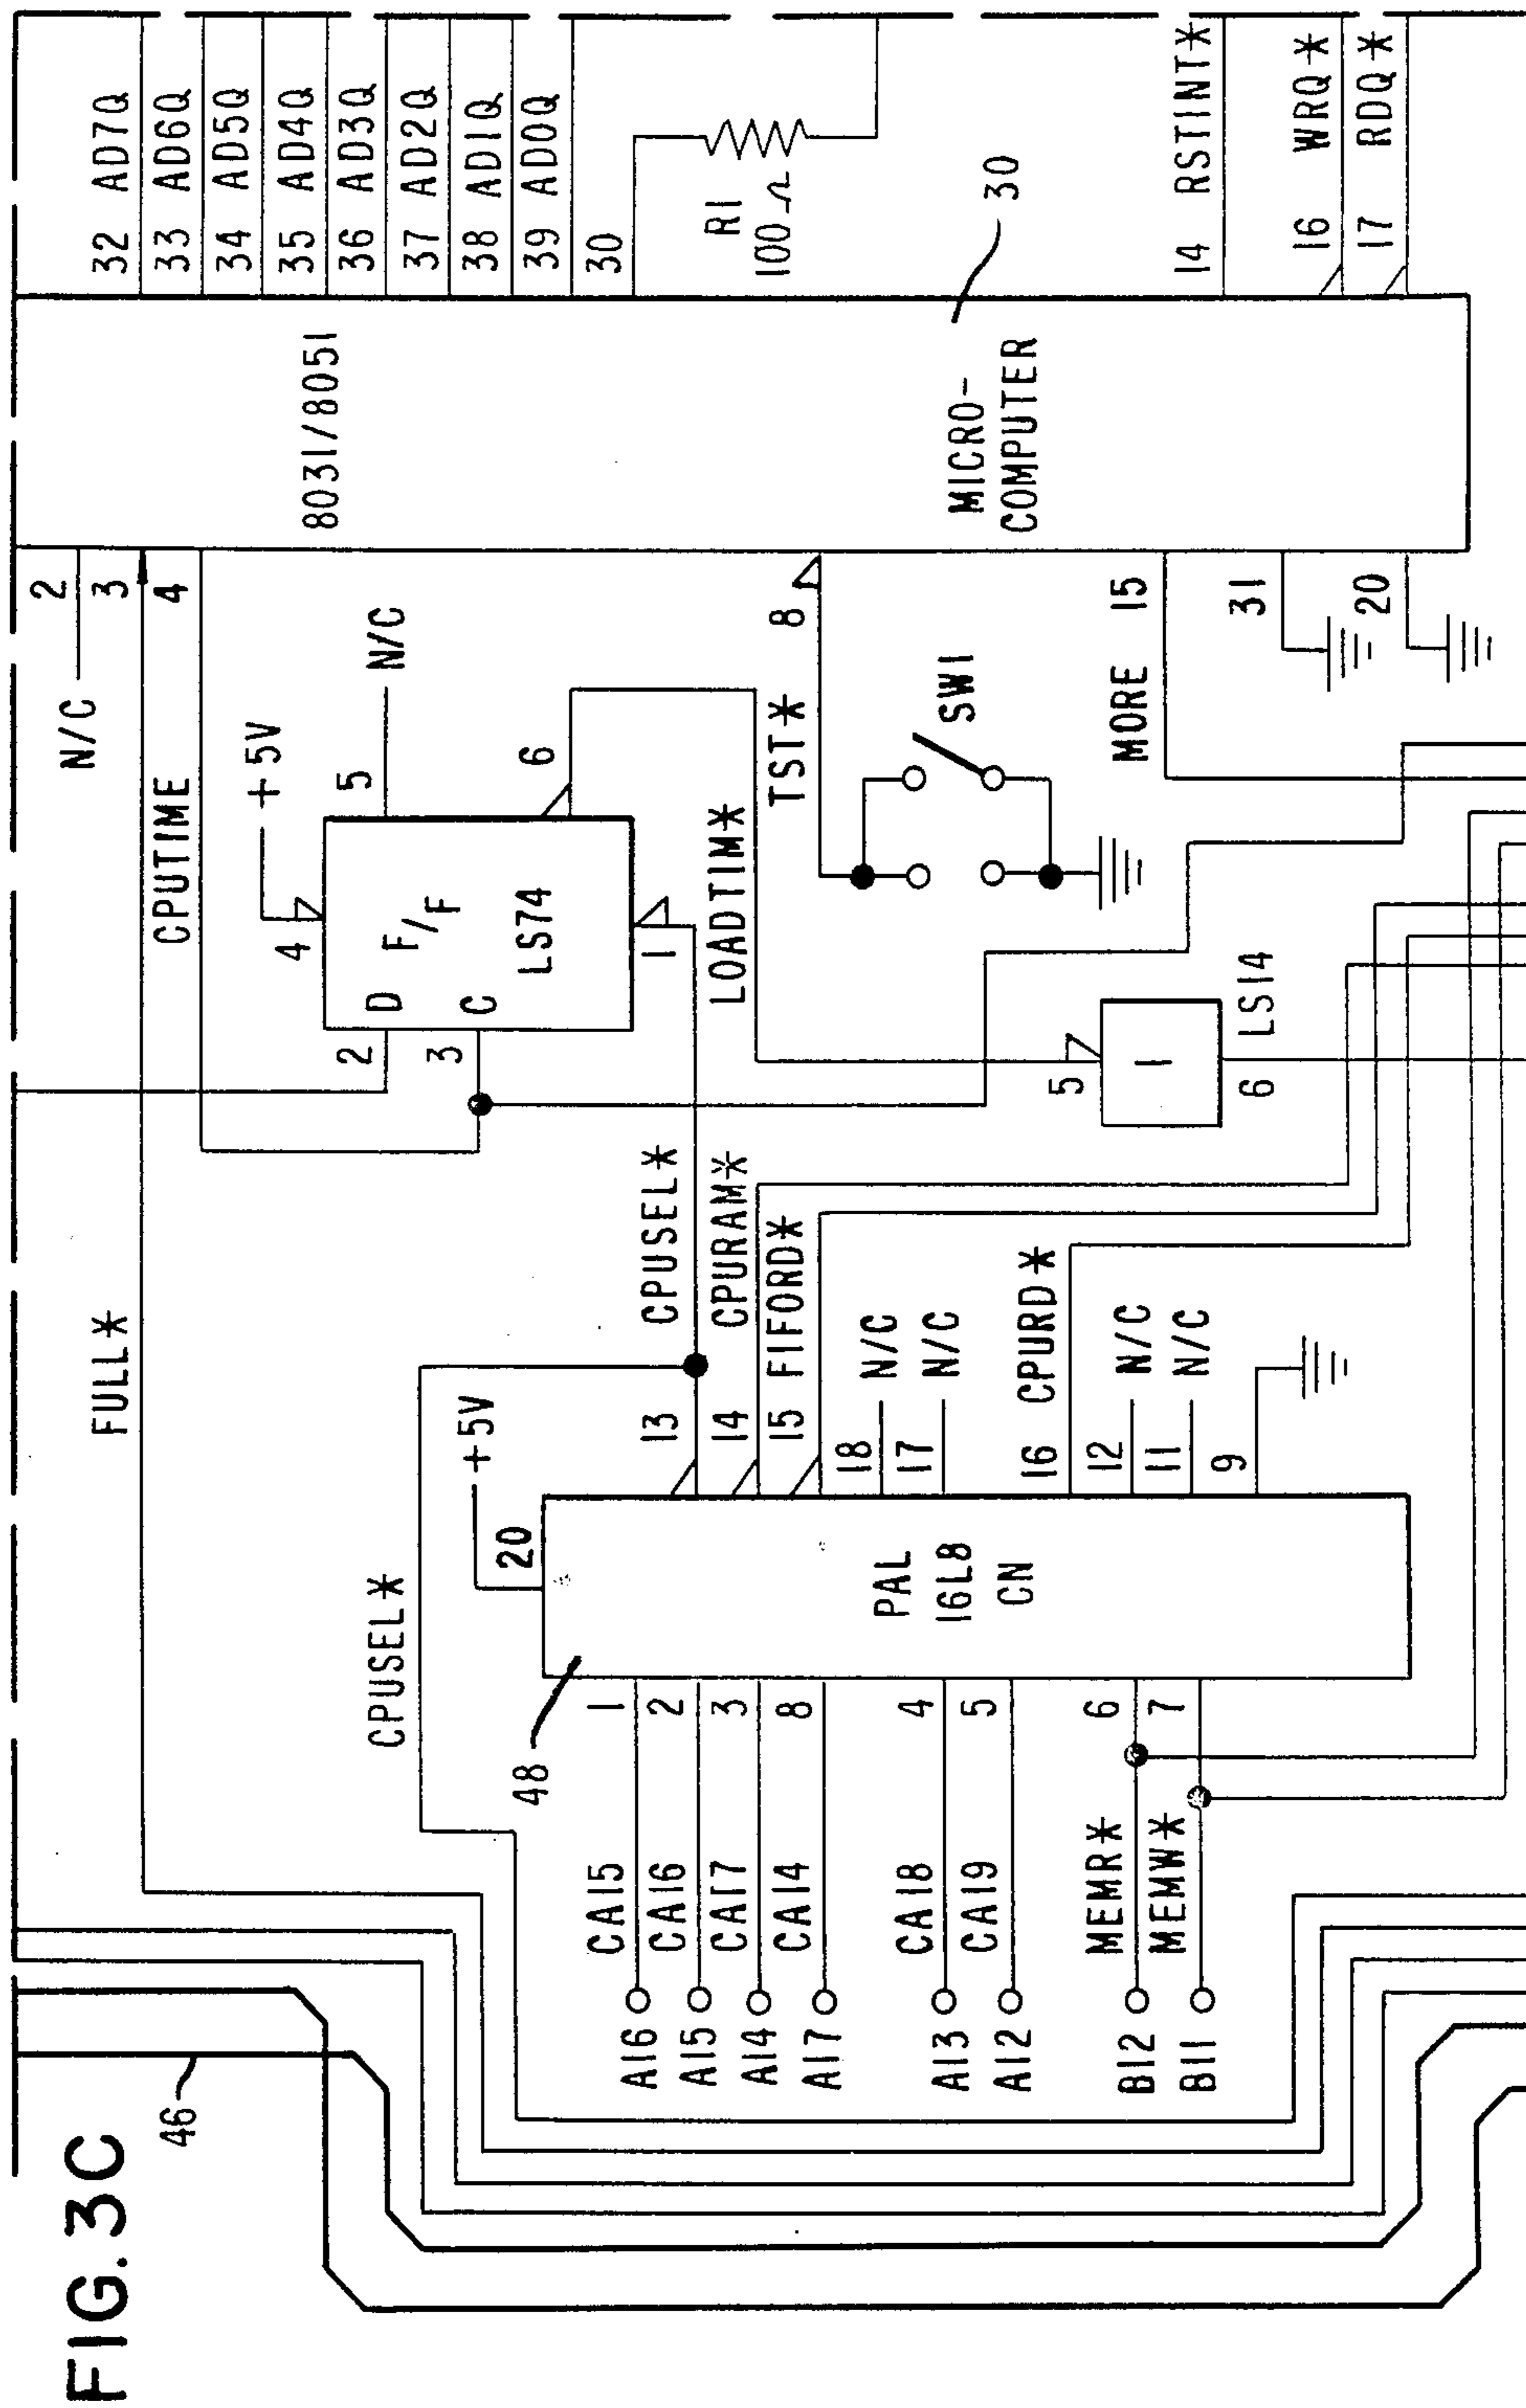 FIG. 3C
46
FULL*
N/C
2
3
4
CPUTIME
32 AD7Q
33 AD6Q
34 AD5Q
35 AD4Q
36 AD3Q
37 AD2Q
38 AD1Q
39 AD0Q
30
8031/8051
MICRO-
COMPUTER
30
R1
100Ω
14 RSTINT*
16 WRQ*
17 RDQ*
+5V
4
D
F/F
C
LS74
2
3
5
N/C
6
1
LOADTIM*
TST*
8
SW1
MORE 15
31
20
5
1
6
LS14
CPUSEL*
+5V
20
48
PAL
16L8
CN
13
CPUSEL*
14
CPURAM*
15 FIFORD*
18
N/C
17
N/C
16 CPURD*
12
N/C
11
N/C
9
A16
CA15
1
A15
CA16
2
A14
CA17
3
A17
CA14
8
A13
CA18
4
A12
CA19
5
B12
MEMR*
6
B11
MEMW*
7